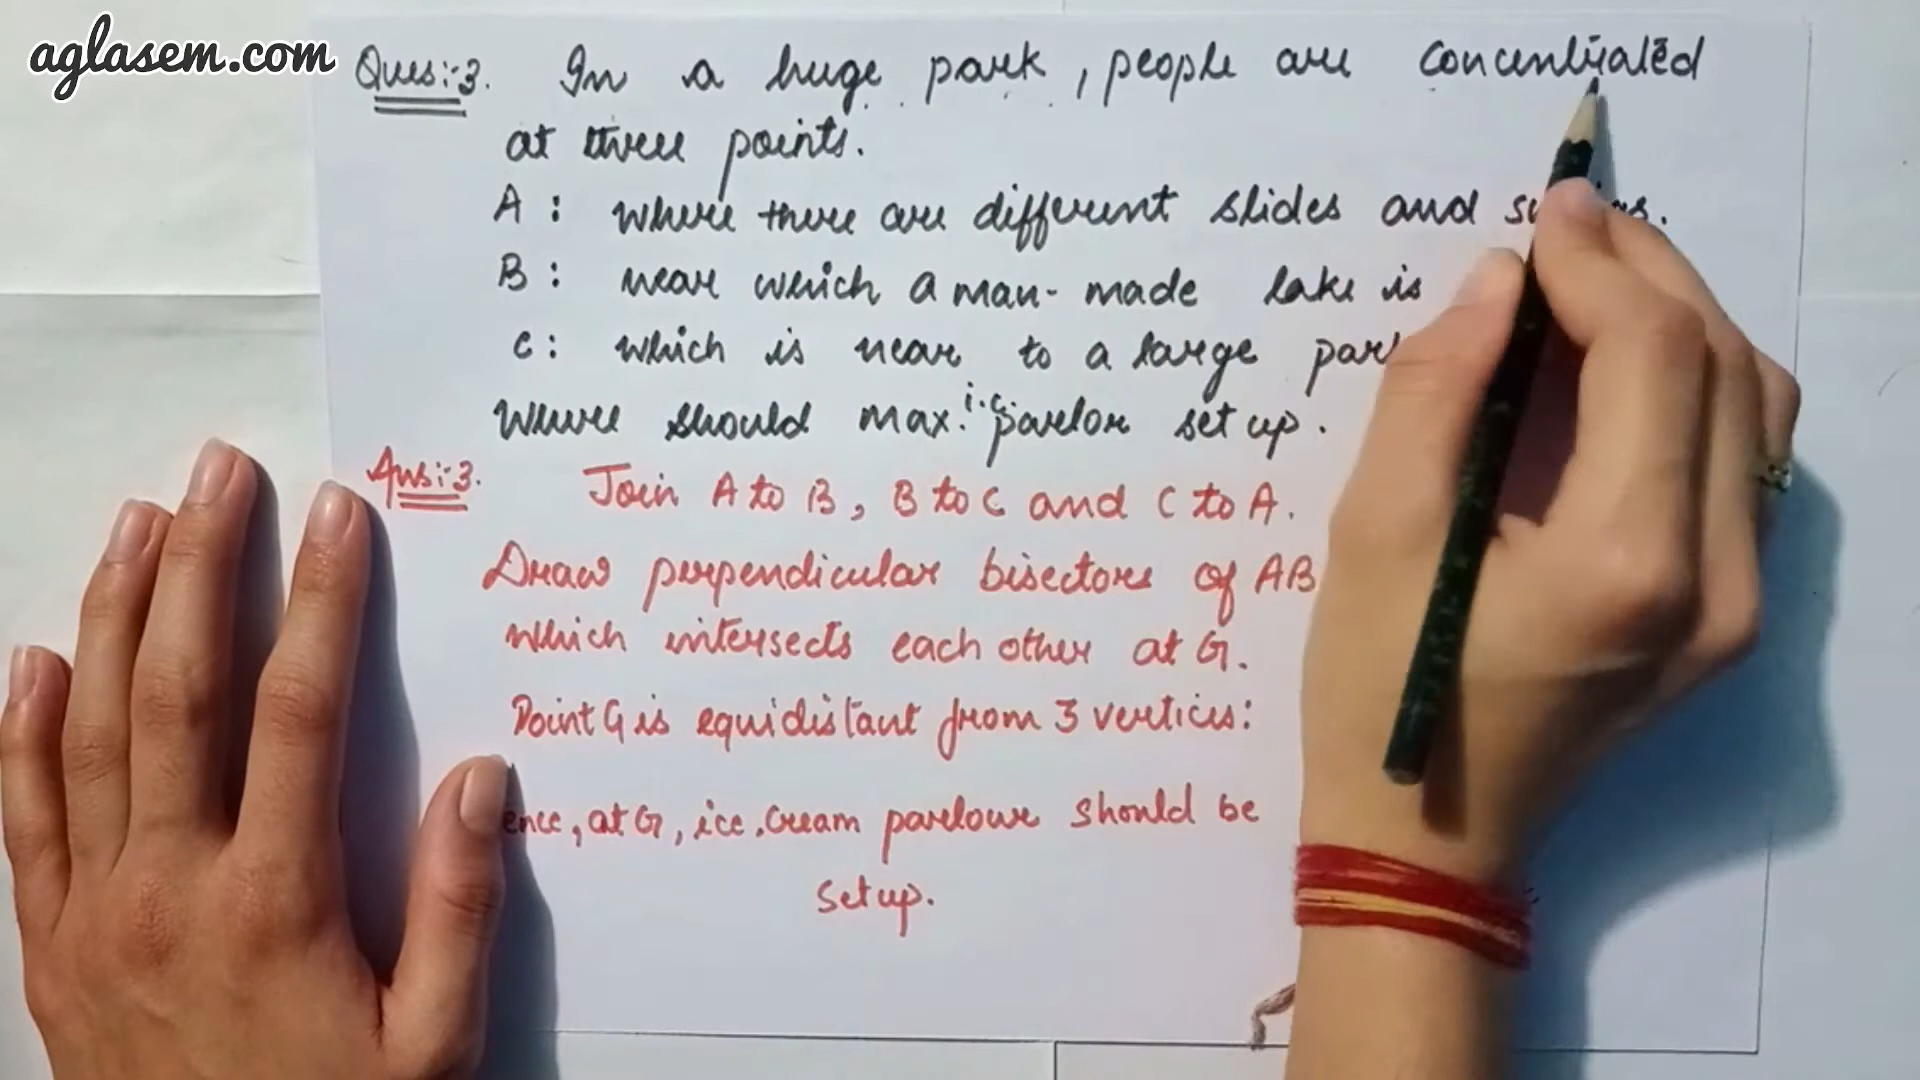 aglasem.com
Ques:-3. In a huge park, people are concentrated
at three points.
A: where there are different slides and
B: near which a man-made lake is
C: which is near to a large
Where should max. i.c. parlor set up.
Ans:-3. Join A to B, B to C and C to A.
Draw perpendicular bisectors of AB
which intersects each other at G.
Point G is equidistant from 3 vertices:
at G, ice.cream parlour should be
set up.